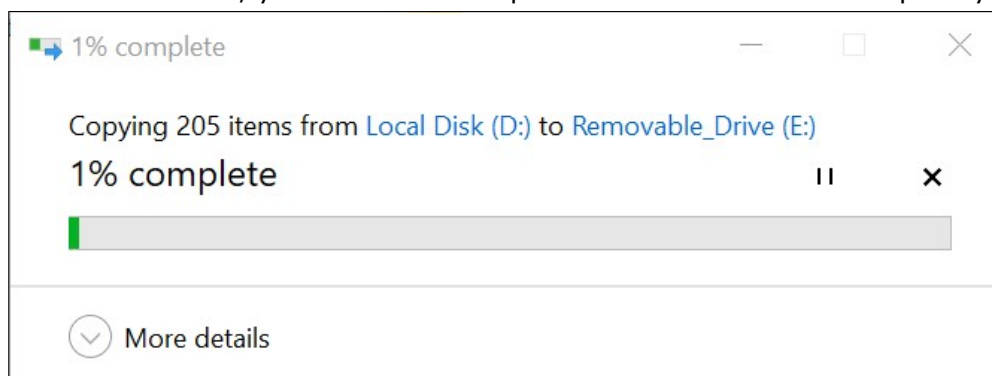 1% complete
Copying 205 items from Local Disk (D:) to Removable_Drive (E:)
1% complete
More details